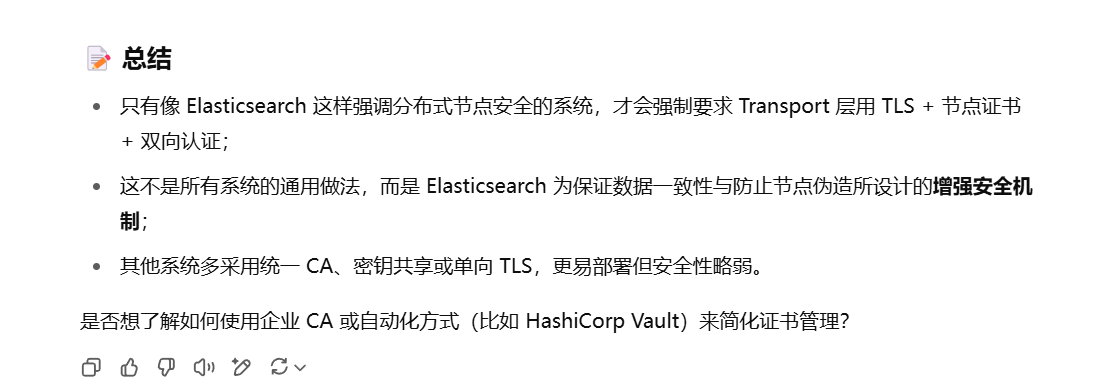 📝 总结
• 只有像 Elasticsearch 这样强调分布式节点安全的系统，才会强制要求 Transport 层用 TLS + 节点证书
+ 双向认证；
• 这不是所有系统的通用做法，而是 Elasticsearch 为保证数据一致性与防止节点伪造所设计的增强安全机
制；
• 其他系统多采用统一 CA、密钥共享或单向 TLS，更易部署但安全性略弱。
是否想了解如何使用企业 CA 或自动化方式（比如 HashiCorp Vault）来简化证书管理？